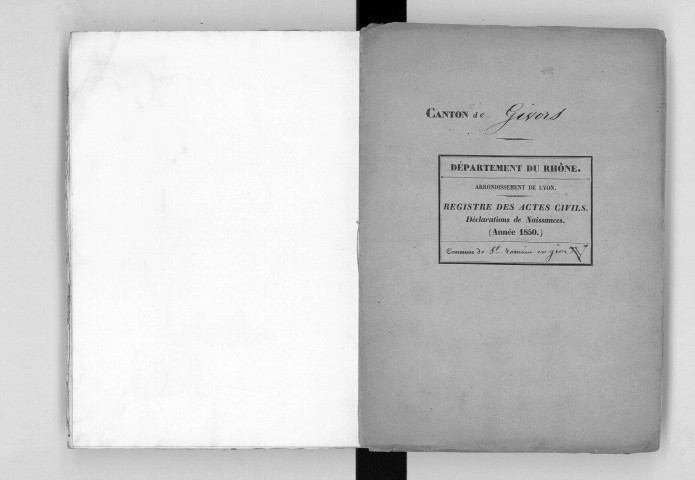 CANTON de Givors
DÉPARTEMENT DU RHÔNE.
ARRONDISSEMENT DE LYON.
REGISTRE DES ACTES CIVILS.
Déclarations de Naissances.
(Année 1850.)
Commune de St romain en gier